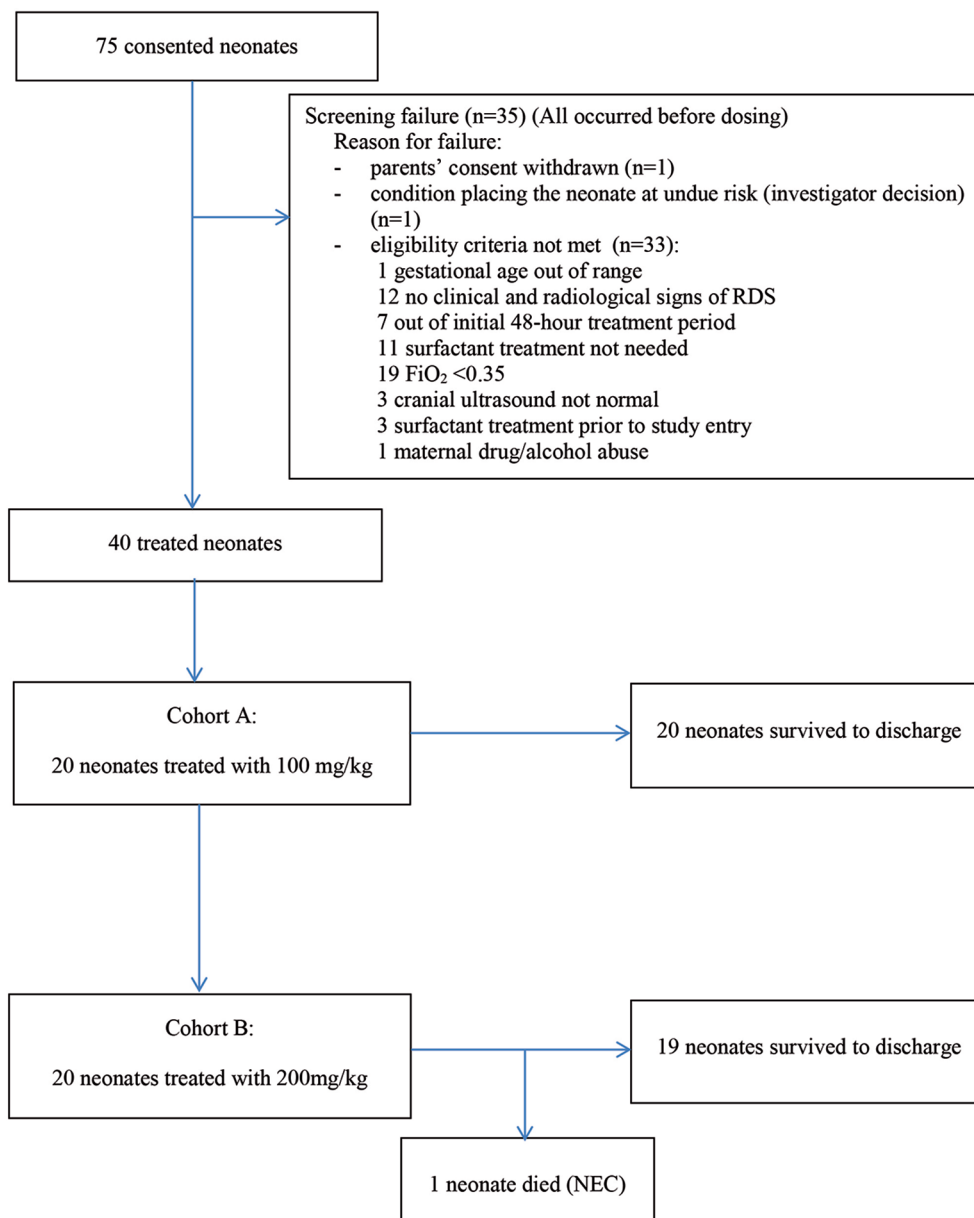 75 consented neonates
Screening failure (n=35) (All occurred before dosing)
Reason for failure:
- parents’ consent withdrawn (n=1)
- condition placing the neonate at undue risk (investigator decision)
(n=1)
- eligibility criteria not met (n=33):
1 gestational age out of range
12 no clinical and radiological signs of RDS
7 out of initial 48-hour treatment period
11 surfactant treatment not needed
19 FiO₂ <0.35
3 cranial ultrasound not normal
3 surfactant treatment prior to study entry
1 maternal drug/alcohol abuse
40 treated neonates
Cohort A:
20 neonates treated with 100 mg/kg
20 neonates survived to discharge
Cohort B:
20 neonates treated with 200mg/kg
19 neonates survived to discharge
1 neonate died (NEC)